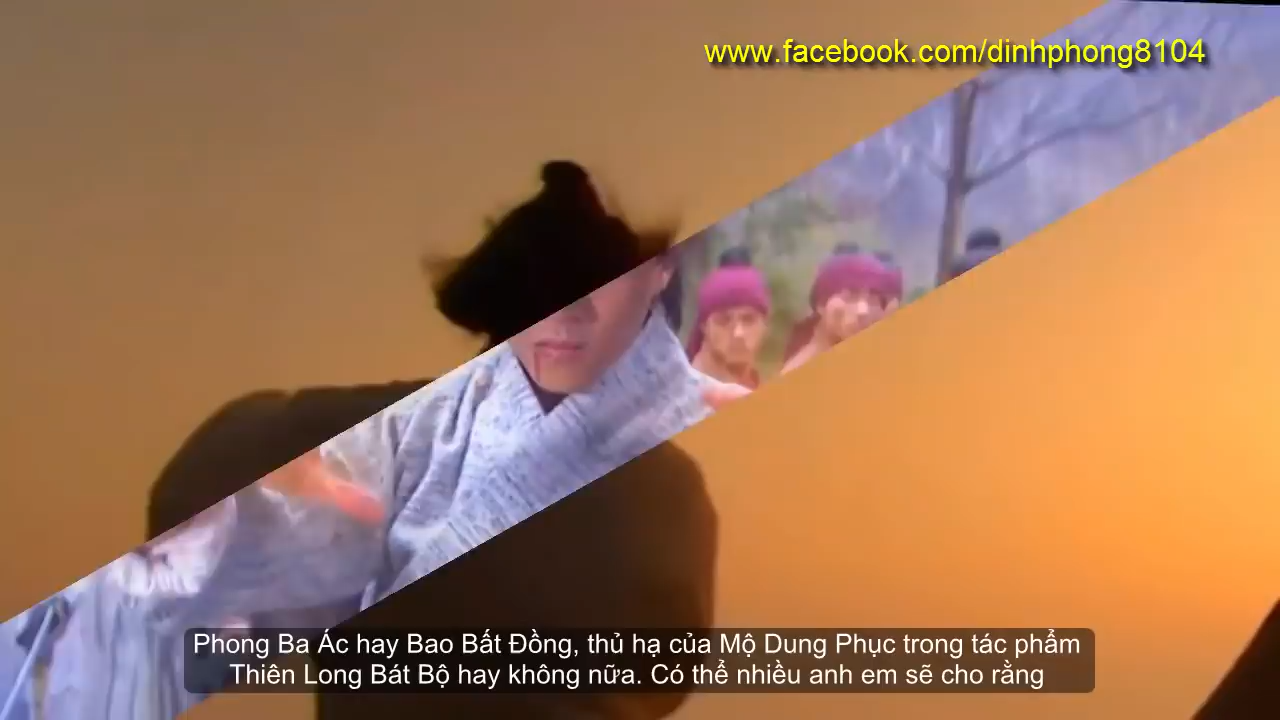 www.facebook.com/dinhphong8104
Phong Ba Ác hay Bao Bất Đồng, thủ hạ của Mộ Dung Phục trong tác phẩm
Thiên Long Bát Bộ hay không nữa. Có thể nhiều anh em sẽ cho rằng